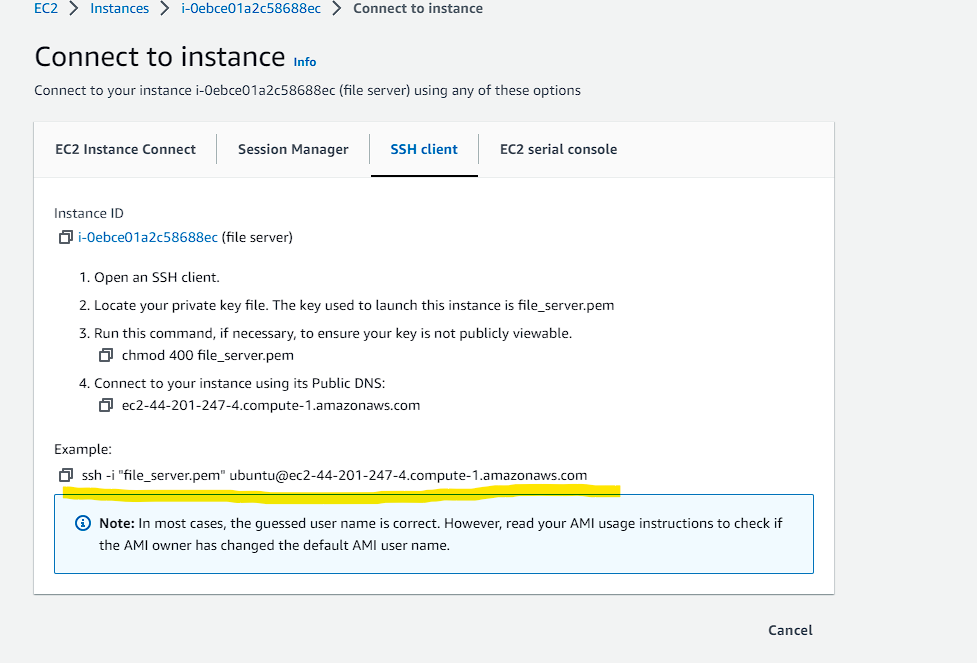 EC2 > Instances > i-0ebce01a2c58688ec > Connect to instance
Connect to instance Info
Connect to your instance i-0ebce01a2c58688ec (file server) using any of these options
EC2 Instance Connect Session Manager SSH client EC2 serial console
Instance ID
i-0ebce01a2c58688ec (file server)
1. Open an SSH client.
2. Locate your private key file. The key used to launch this instance is file_server.pem
3. Run this command, if necessary, to ensure your key is not publicly viewable.
chmod 400 file_server.pem
4. Connect to your instance using its Public DNS:
ec2-44-201-247-4.compute-1.amazonaws.com
Example:
ssh -i "file_server.pem" ubuntu@ec2-44-201-247-4.compute-1.amazonaws.com
Note: In most cases, the guessed user name is correct. However, read your AMI usage instructions to check if
the AMI owner has changed the default AMI user name.
Cancel